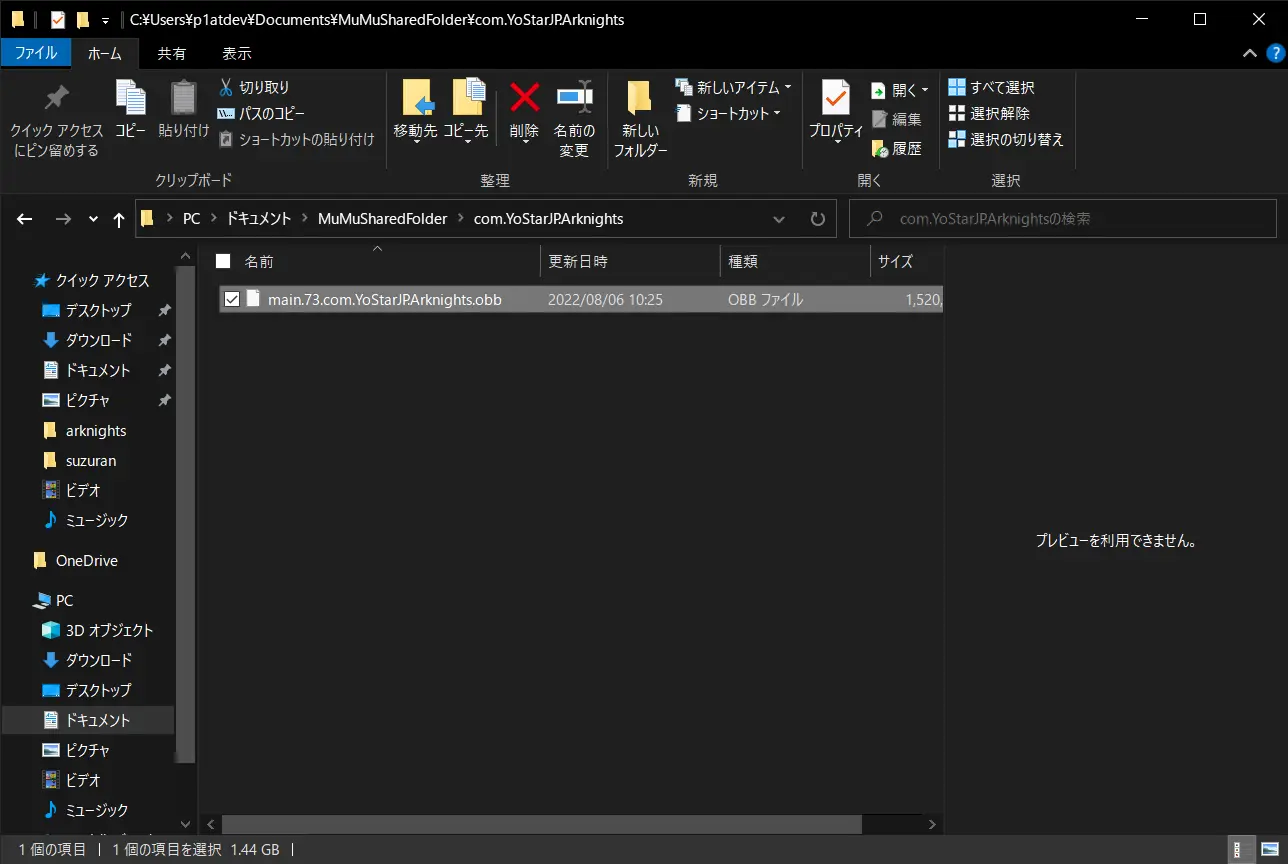 C:¥Users¥p1atdev¥Documents¥MuMuSharedFolder¥com.YoStarJP.Arknights
ファイル ホーム 共有 表示
クイック アクセス
にピン留めする
コピー
貼り付け
切り取り
パスのコピー
ショートカットの貼り付け
クリップボード
移動先
コピー先
削除
名前の
変更
整理
新しい
フォルダー
新しいアイテム
ショートカット
新規
プロパティ
開く
編集
履歴
開く
すべて選択
選択解除
選択の切り替え
選択
PC ドキュメント MuMuSharedFolder com.YoStarJP.Arknights
com.YoStarJP.Arknightsの検索
クイック アクセス
デスクトップ
ダウンロード
ドキュメント
ピクチャ
arknights
suzuran
ビデオ
ミュージック
OneDrive
PC
3D オブジェクト
ダウンロード
デスクトップ
ドキュメント
ピクチャ
ビデオ
ミュージック
名前 更新日時 種類 サイズ
main.73.com.YoStarJP.Arknights.obb 2022/08/06 10:25 OBB ファイル 1,520,
プレビューを利用できません。
1 個の項目 1 個の項目を選択 1.44 GB